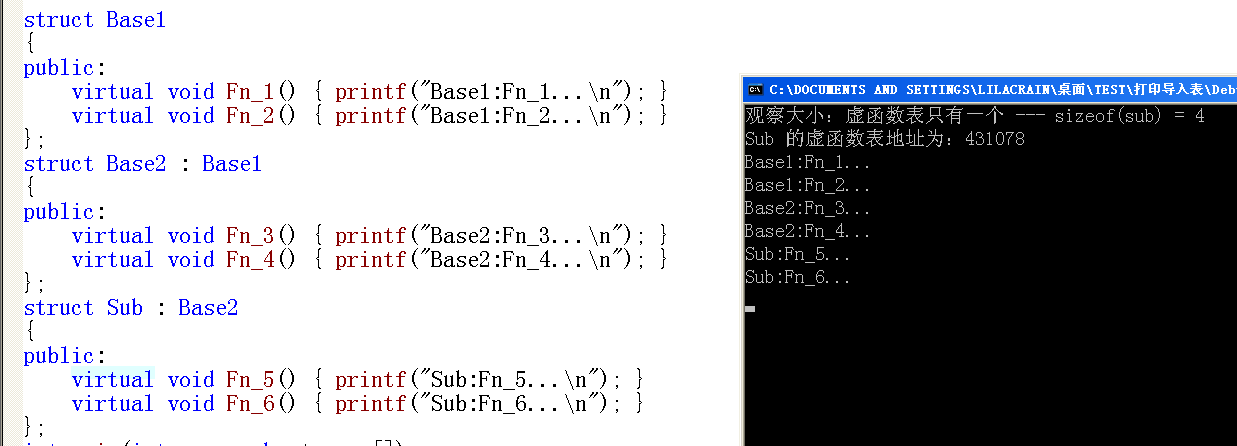 struct Base1
{
public:
    virtual void Fn_1() { printf("Base1:Fn_1...\n"); }
    virtual void Fn_2() { printf("Base1:Fn_2...\n"); }
};
struct Base2 : Base1
{
public:
    virtual void Fn_3() { printf("Base2:Fn_3...\n"); }
    virtual void Fn_4() { printf("Base2:Fn_4...\n"); }
};
struct Sub : Base2
{
public:
    virtual void Fn_5() { printf("Sub:Fn_5...\n"); }
    virtual void Fn_6() { printf("Sub:Fn_6...\n"); }
};
C:\DOCUMENTS AND SETTINGS\LILACRAIN\桌面\TEST\打印导入表\Deb
观察大小：虚函数表只有一个 --- sizeof(sub) = 4
Sub 的虚函数表地址为：431078
Base1:Fn_1...
Base1:Fn_2...
Base2:Fn_3...
Base2:Fn_4...
Sub:Fn_5...
Sub:Fn_6...